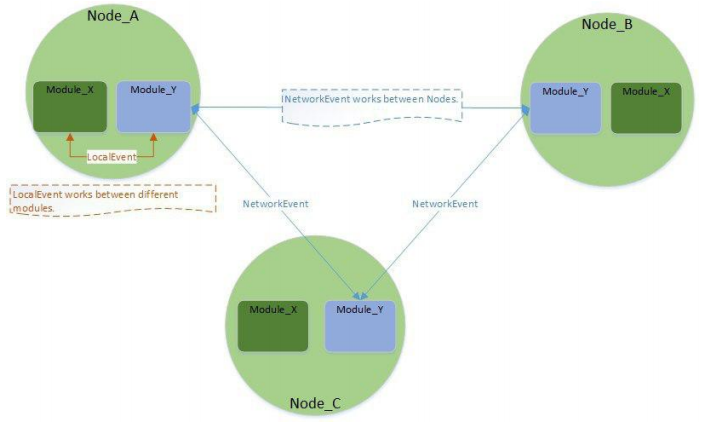 Node_A
Node_B
Module_X
Module_Y
NetworkEvent works between Nodes.
Module_Y
Module_X
LocalEvent
LocalEvent works between different
modules.
NetworkEvent
NetworkEvent
Module_X
Module_Y
Node_C